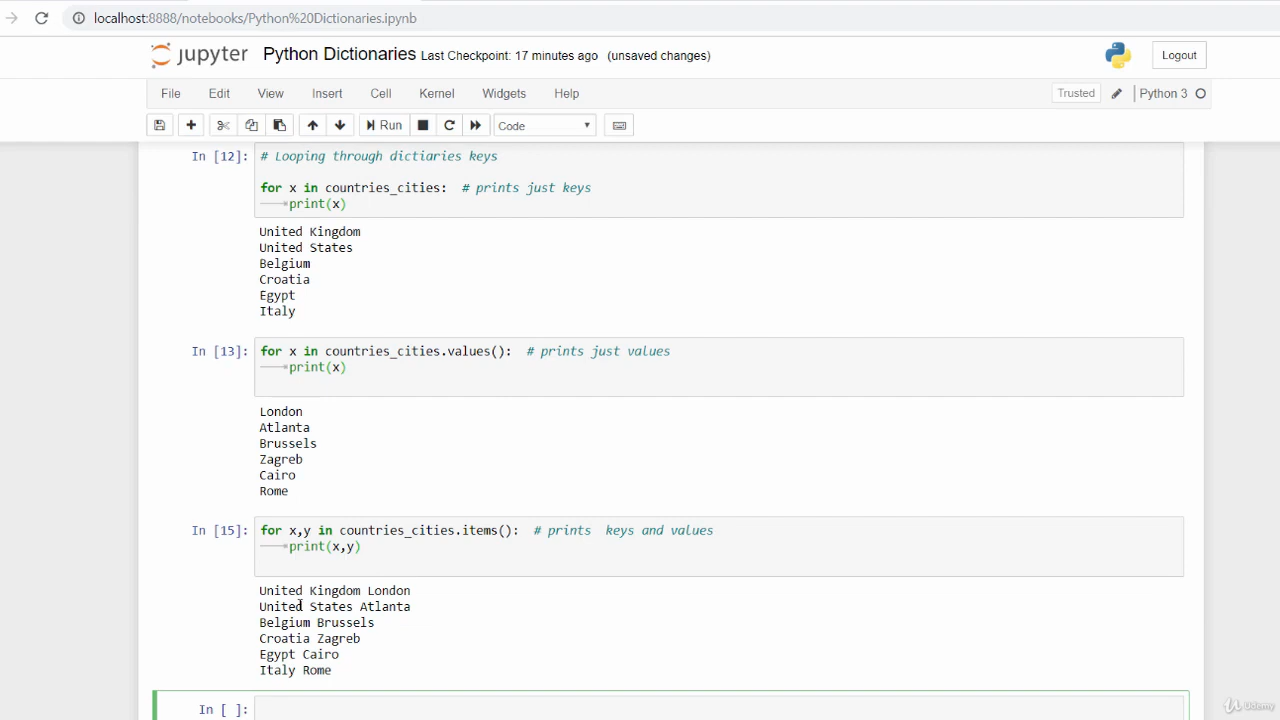 localhost:8888/notebooks/Python%20Dictionaries.ipynb
jupyter Python Dictionaries Last Checkpoint: 17 minutes ago (unsaved changes)
Logout
File Edit View Insert Cell Kernel Widgets Help
Trusted Python 3
Run Code
In [12]: # Looping through dictiaries keys
for x in countries_cities: # prints just keys
print(x)
United Kingdom
United States
Belgium
Croatia
Egypt
Italy
In [13]: for x in countries_cities.values(): # prints just values
print(x)
London
Atlanta
Brussels
Zagreb
Cairo
Rome
In [15]: for x,y in countries_cities.items(): # prints  keys and values
print(x,y)
United Kingdom London
United States Atlanta
Belgium Brussels
Croatia Zagreb
Egypt Cairo
Italy Rome
In [ ]:
Udemy